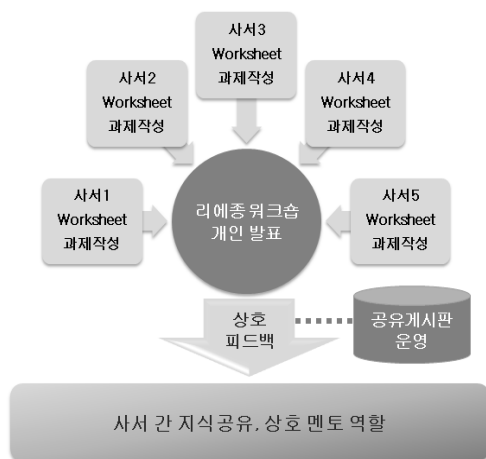 사서3
Worksheet
과제작성
사서2
Worksheet
과제작성
사서4
Worksheet
과제작성
사서1
Worksheet
과제작성
리에종 워크숍
개인 발표
사서5
Worksheet
과제작성
상호
피드백
공유게시판
운영
사서 간 지식공유, 상호 멘토 역할